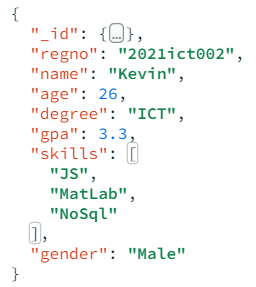 {
"_id": {…},
"regno": "2021ict002",
"name": "Kevin",
"age": 26,
"degree": "ICT",
"gpa": 3.3,
"skills": [
"JS",
"MatLab",
"NoSql"
],
"gender": "Male"
}